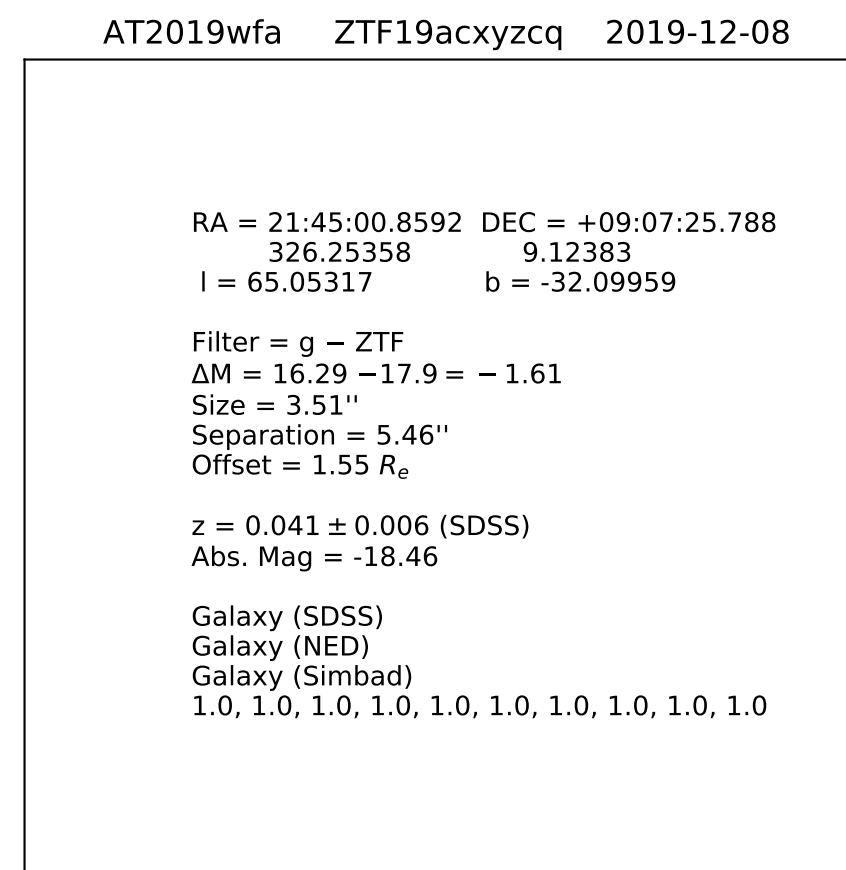 AT2019wfa ZTF19acxyzcq 2019-12-08
RA = 21:45:00.8592 DEC = +09:07:25.788
326.25358 9.12383
l = 65.05317 b = -32.09959
Filter = g − ZTF
ΔM = 16.29 −17.9 = − 1.61
Size = 3.51''
Separation = 5.46''
Offset = 1.55 Rₑ
z = 0.041 ± 0.006 (SDSS)
Abs. Mag = -18.46
Galaxy (SDSS)
Galaxy (NED)
Galaxy (Simbad)
1.0, 1.0, 1.0, 1.0, 1.0, 1.0, 1.0, 1.0, 1.0, 1.0